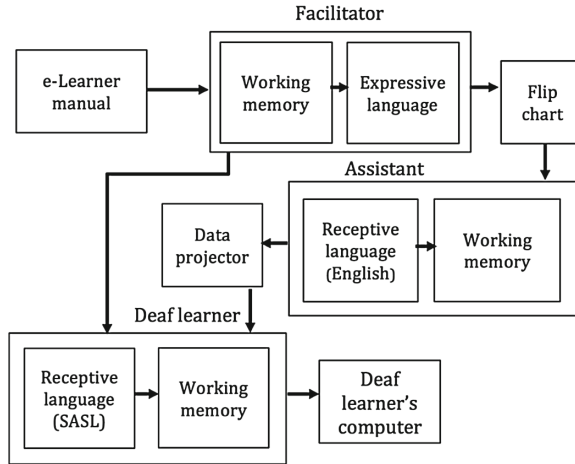 Facilitator
e-Learner
manual
Working
memory
Expressive
language
Flip
chart
Assistant
Receptive
language
(English)
Working
memory
Data
projector
Deaf learner
Receptive
language
(SASL)
Working
memory
Deaf
learner's
computer